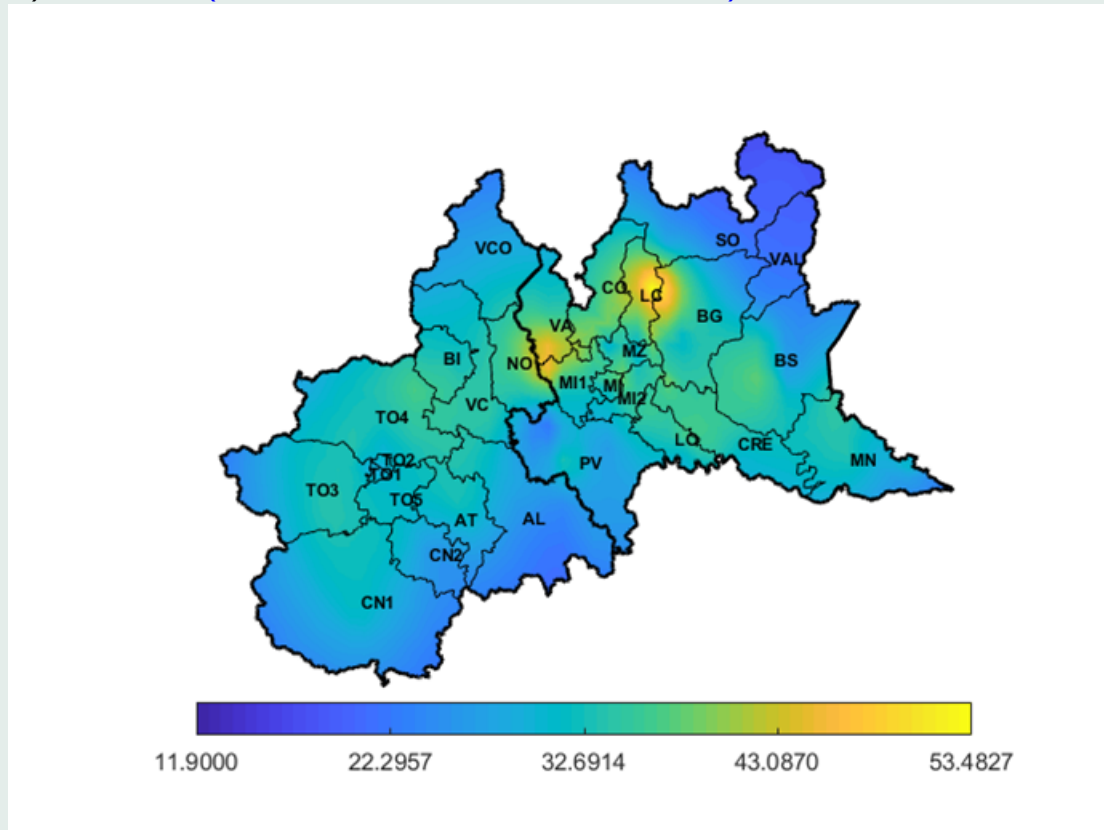 VCO
SO
VAL
CO
LC
BG
VA
MZ
BI
NO
BS
MI1
MI
MI2
VC
TO4
LO
CRE
TO2
PV
MN
TO1
TO3
TO5
AT
AL
CN2
CN1
11.9000 22.2957 32.6914 43.0870 53.4827